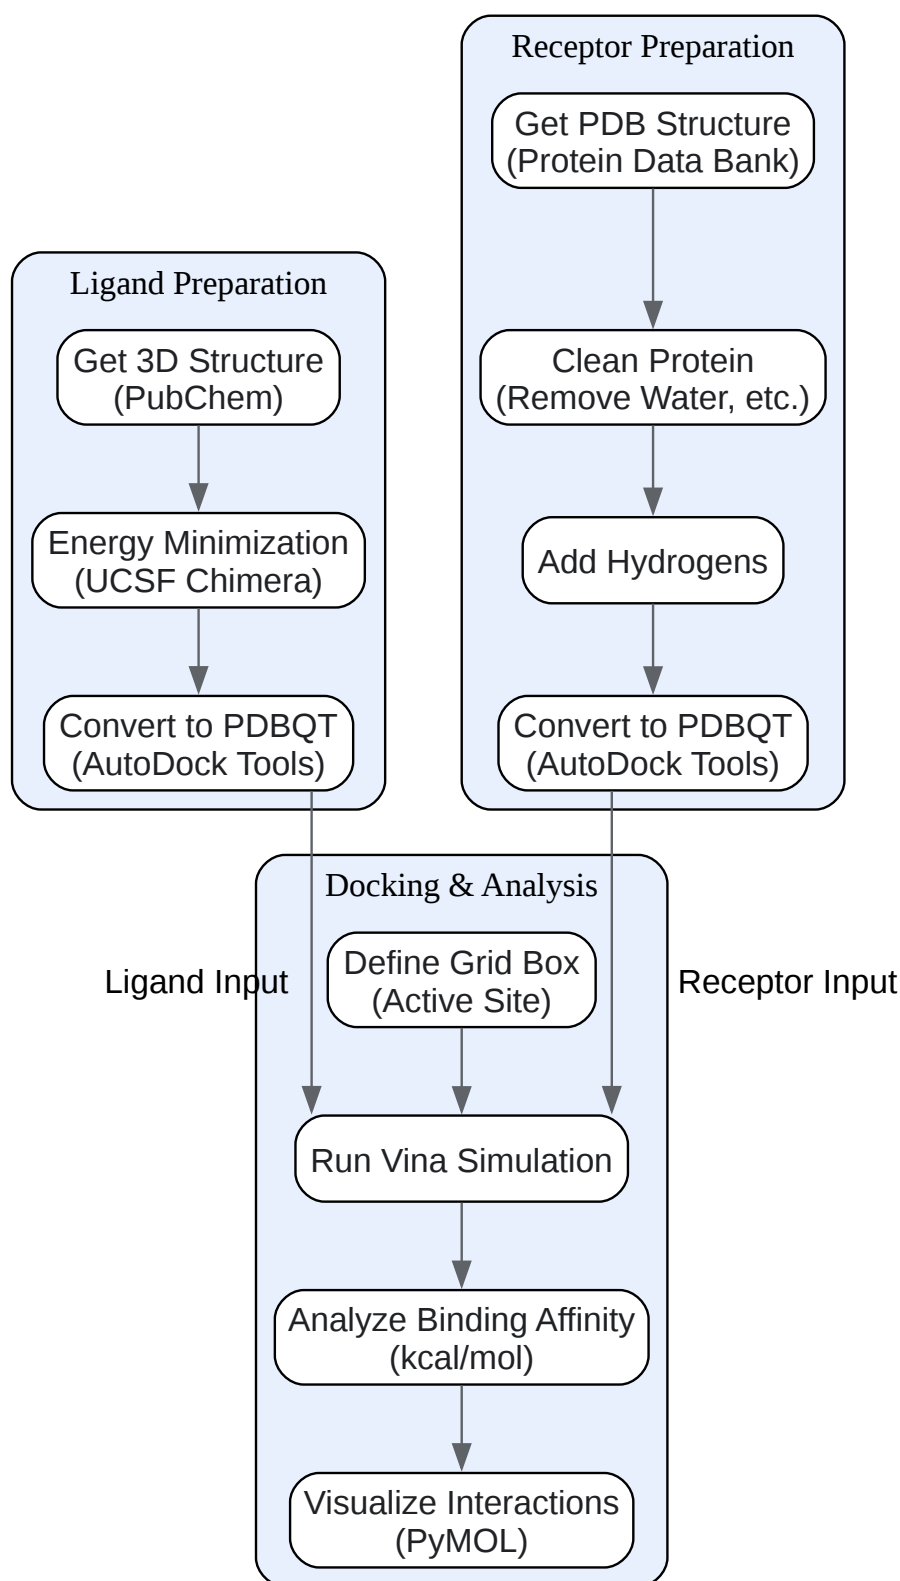 Receptor Preparation
Get PDB Structure
(Protein Data Bank)
Clean Protein
(Remove Water, etc.)
Add Hydrogens
Convert to PDBQT
(AutoDock Tools)
Ligand Preparation
Get 3D Structure
(PubChem)
Energy Minimization
(UCSF Chimera)
Convert to PDBQT
(AutoDock Tools)
Docking & Analysis
Ligand Input
Define Grid Box
(Active Site)
Receptor Input
Run Vina Simulation
Analyze Binding Affinity
(kcal/mol)
Visualize Interactions
(PyMOL)